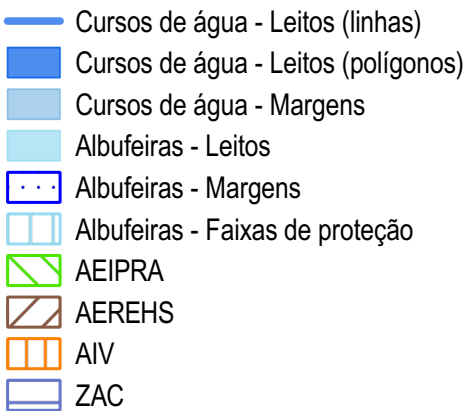 Cursos de água - Leitos (linhas)
Cursos de água - Leitos (polígonos)
Cursos de água - Margens
Albufeiras - Leitos
Albufeiras - Margens
Albufeiras - Faixas de proteção
AEIPRA
AEREHS
AIV
ZAC